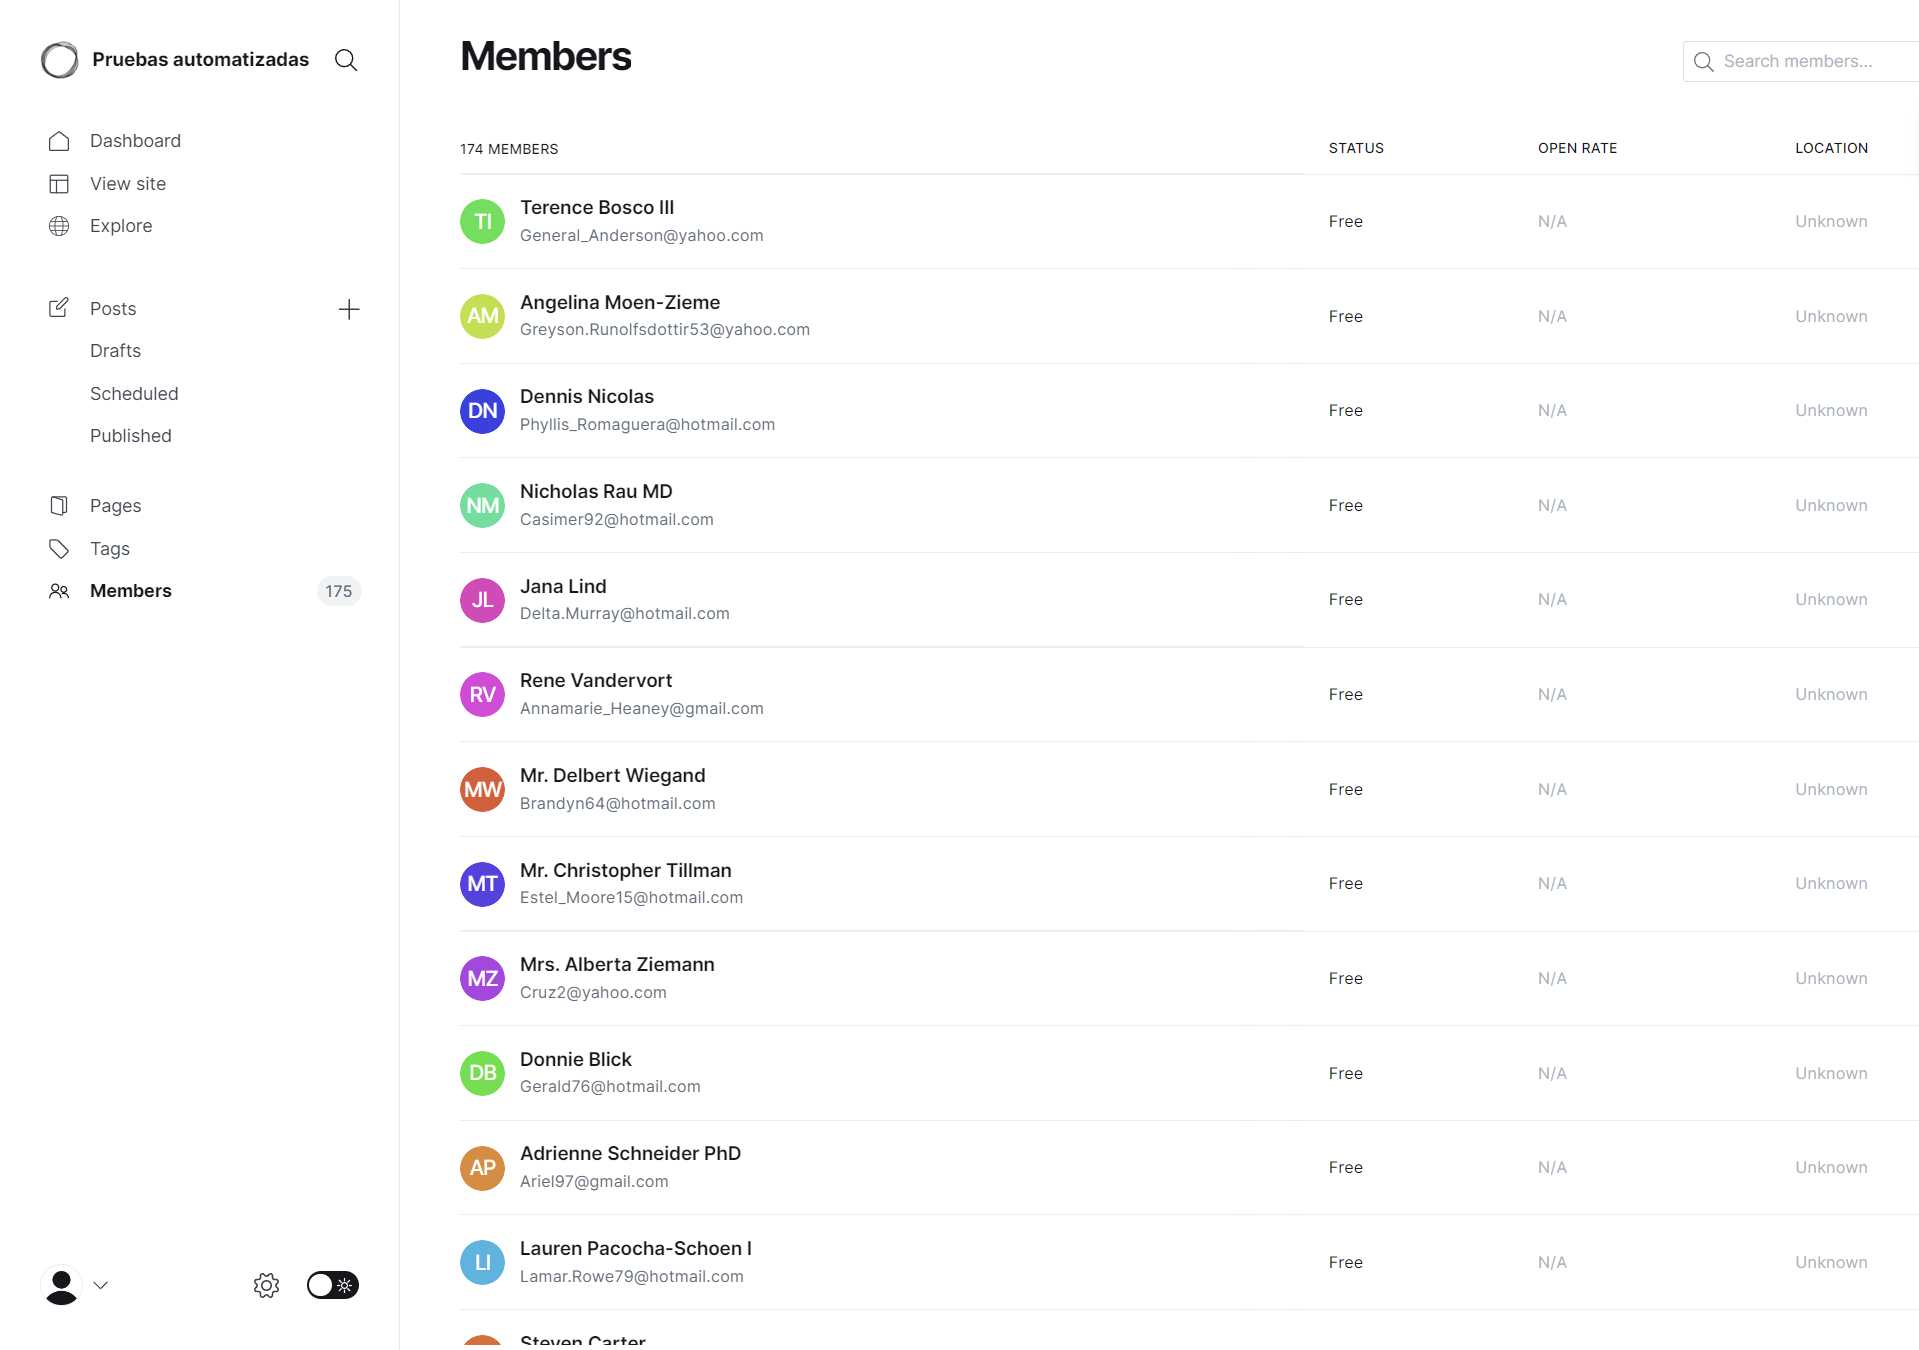 Pruebas automatizadas
Dashboard
View site
Explore
Posts
Drafts
Scheduled
Published
Pages
Tags
Members 175
Members
Search members...
174 MEMBERS STATUS OPEN RATE LOCATION
TI Terence Bosco III
General_Anderson@yahoo.com
Free N/A Unknown
AM Angelina Moen-Zieme
Greyson.Runolfsdottir53@yahoo.com
Free N/A Unknown
DN Dennis Nicolas
Phyllis_Romaguera@hotmail.com
Free N/A Unknown
NM Nicholas Rau MD
Casimer92@hotmail.com
Free N/A Unknown
JL Jana Lind
Delta.Murray@hotmail.com
Free N/A Unknown
RV Rene Vandervort
Annamarie_Heaney@gmail.com
Free N/A Unknown
MW Mr. Delbert Wiegand
Brandyn64@hotmail.com
Free N/A Unknown
MT Mr. Christopher Tillman
Estel_Moore15@hotmail.com
Free N/A Unknown
MZ Mrs. Alberta Ziemann
Cruz2@yahoo.com
Free N/A Unknown
DB Donnie Blick
Gerald76@hotmail.com
Free N/A Unknown
AP Adrienne Schneider PhD
Ariel97@gmail.com
Free N/A Unknown
LI Lauren Pacocha-Schoen I
Lamar.Rowe79@hotmail.com
Free N/A Unknown
Steven Carter